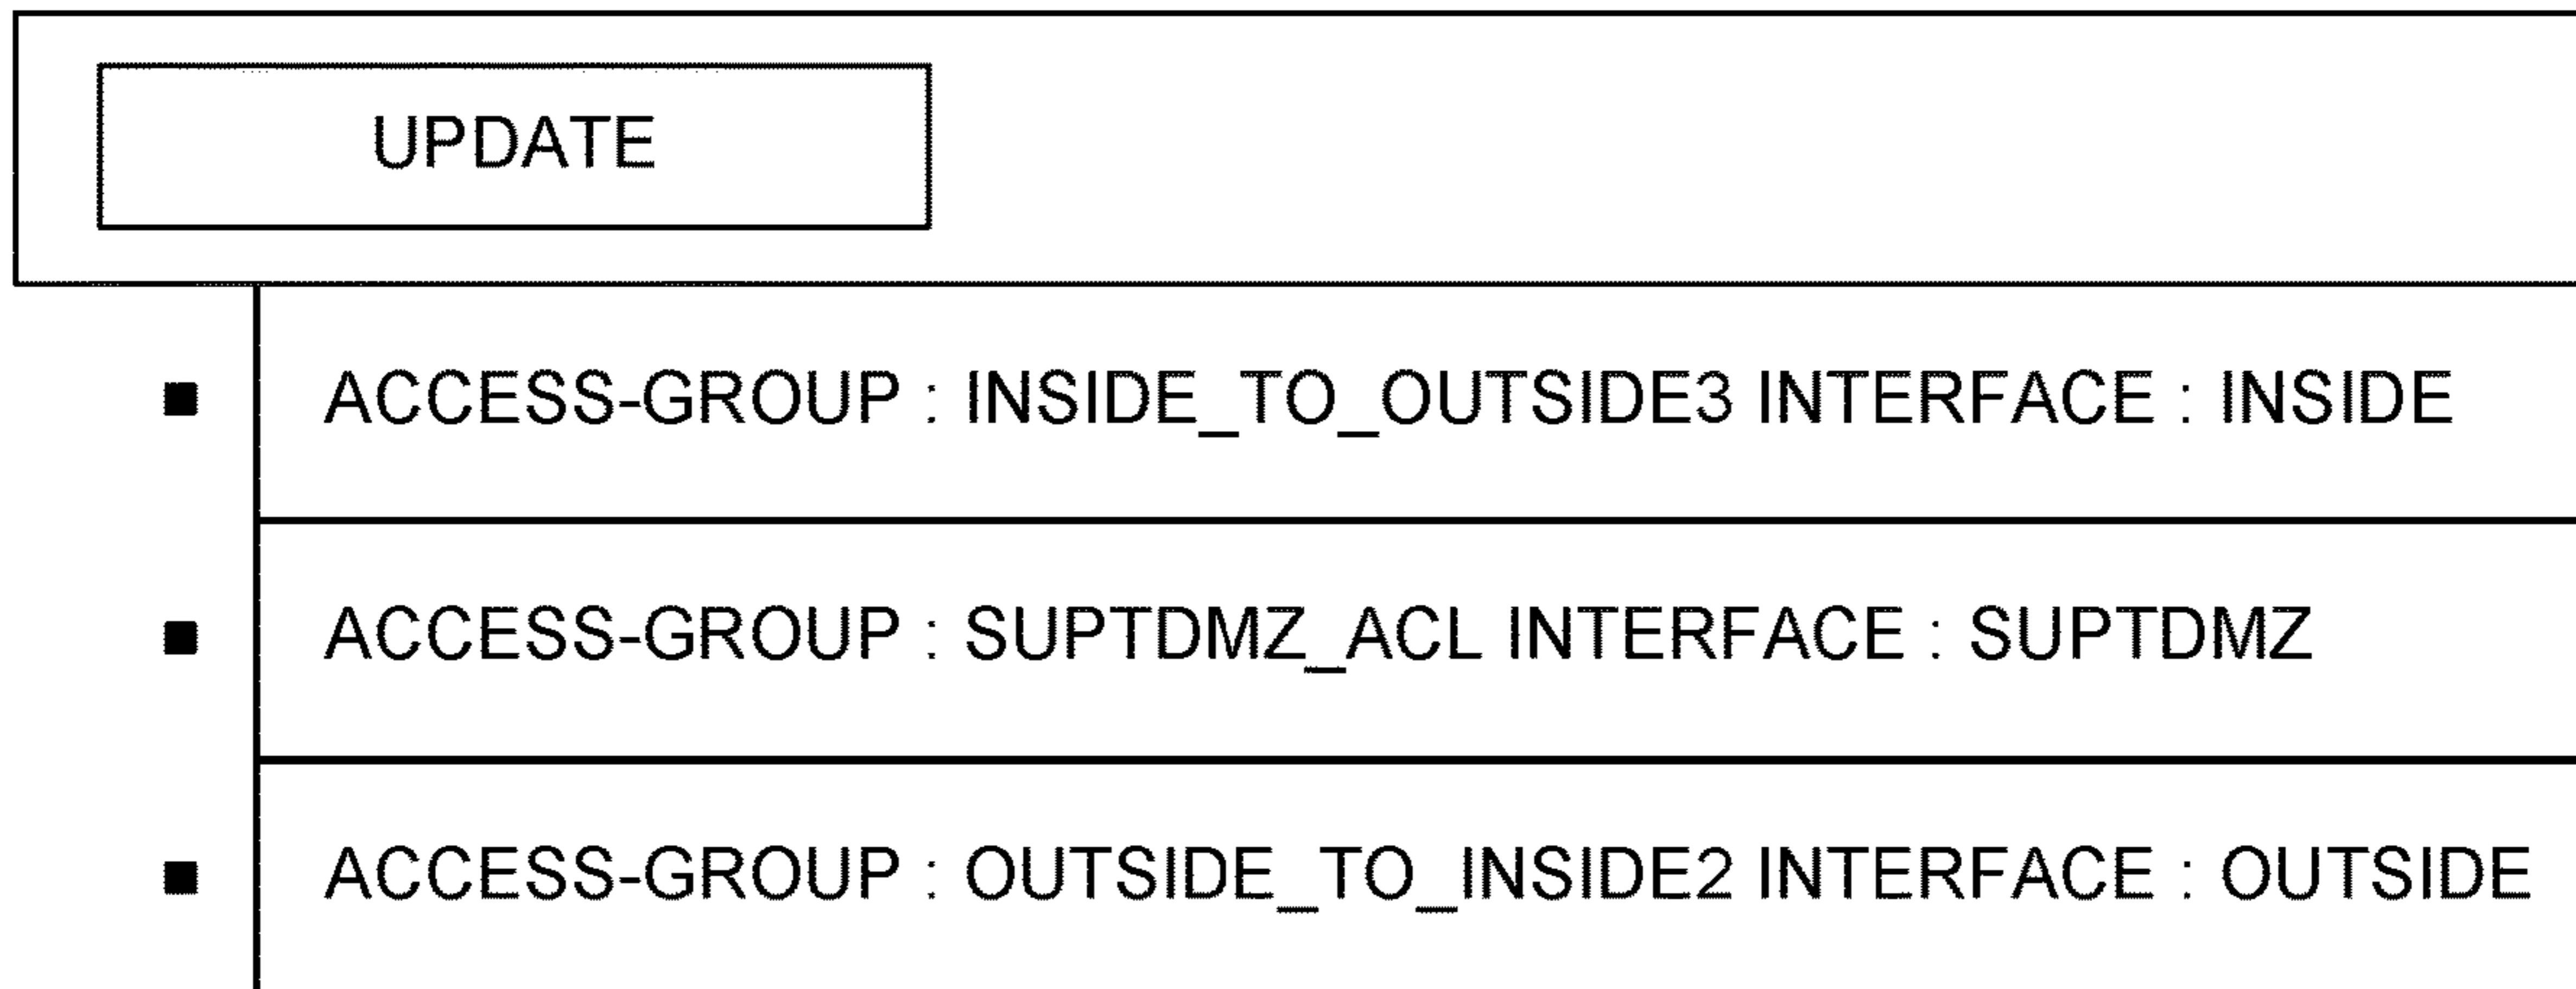 UPDATE
ACCESS-GROUP : INSIDE_TO_OUTSIDE3 INTERFACE : INSIDE
ACCESS-GROUP : SUPTDMZ_ACL INTERFACE : SUPTDMZ
ACCESS-GROUP : OUTSIDE_TO_INSIDE2 INTERFACE : OUTSIDE